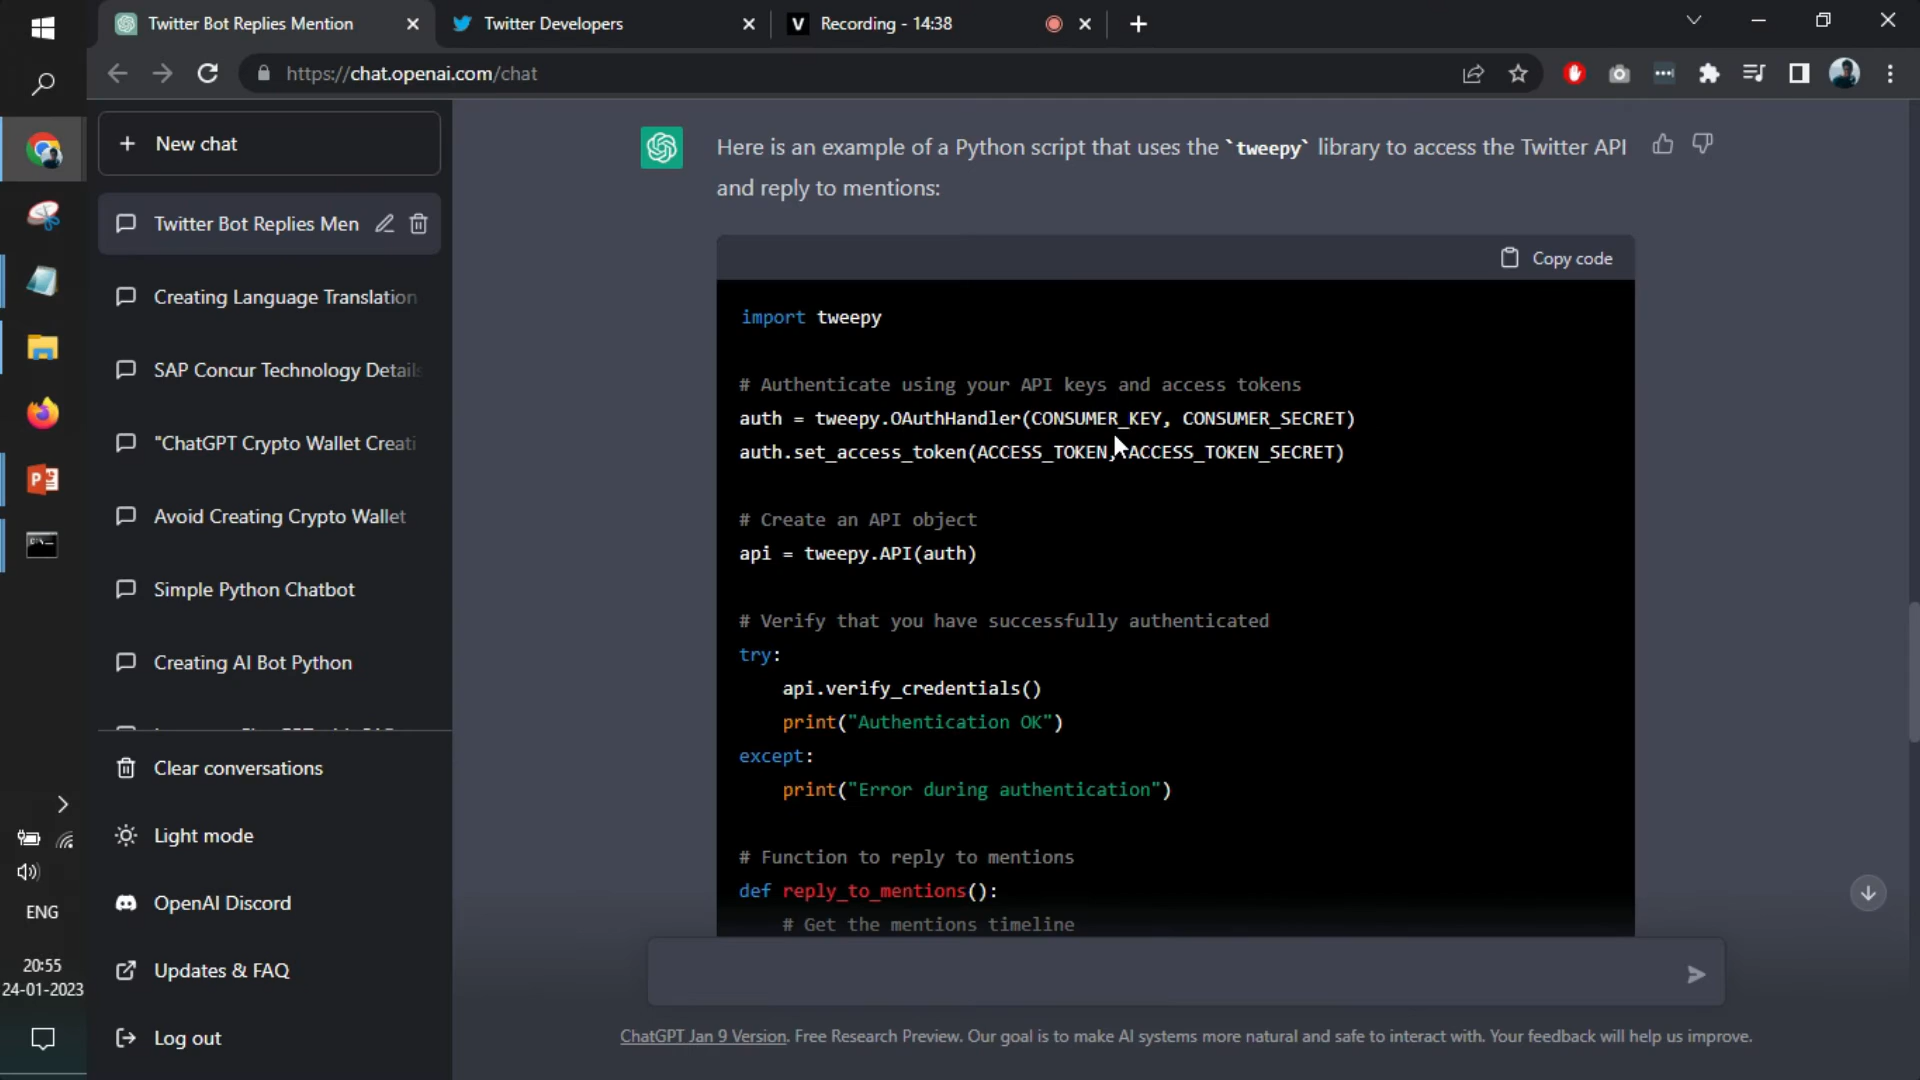 Twitter Bot Replies Mention
Twitter Developers
Recording - 14:38
https://chat.openai.com/chat
New chat
Twitter Bot Replies Men
Creating Language Translation
SAP Concur Technology Details
"ChatGPT Crypto Wallet Creati
Avoid Creating Crypto Wallet
Simple Python Chatbot
Creating AI Bot Python
Clear conversations
Light mode
OpenAI Discord
Updates & FAQ
Log out
ENG
20:55
24-01-2023
Here is an example of a Python script that uses the `tweepy` library to access the Twitter API
and reply to mentions:
Copy code
import tweepy
# Authenticate using your API keys and access tokens
auth = tweepy.OAuthHandler(CONSUMER_KEY, CONSUMER_SECRET)
auth.set_access_token(ACCESS_TOKEN, ACCESS_TOKEN_SECRET)
# Create an API object
api = tweepy.API(auth)
# Verify that you have successfully authenticated
try:
api.verify_credentials()
print("Authentication OK")
except:
print("Error during authentication")
# Function to reply to mentions
def reply_to_mentions():
# Get the mentions timeline
ChatGPT Jan 9 Version. Free Research Preview. Our goal is to make AI systems more natural and safe to interact with. Your feedback will help us improve.